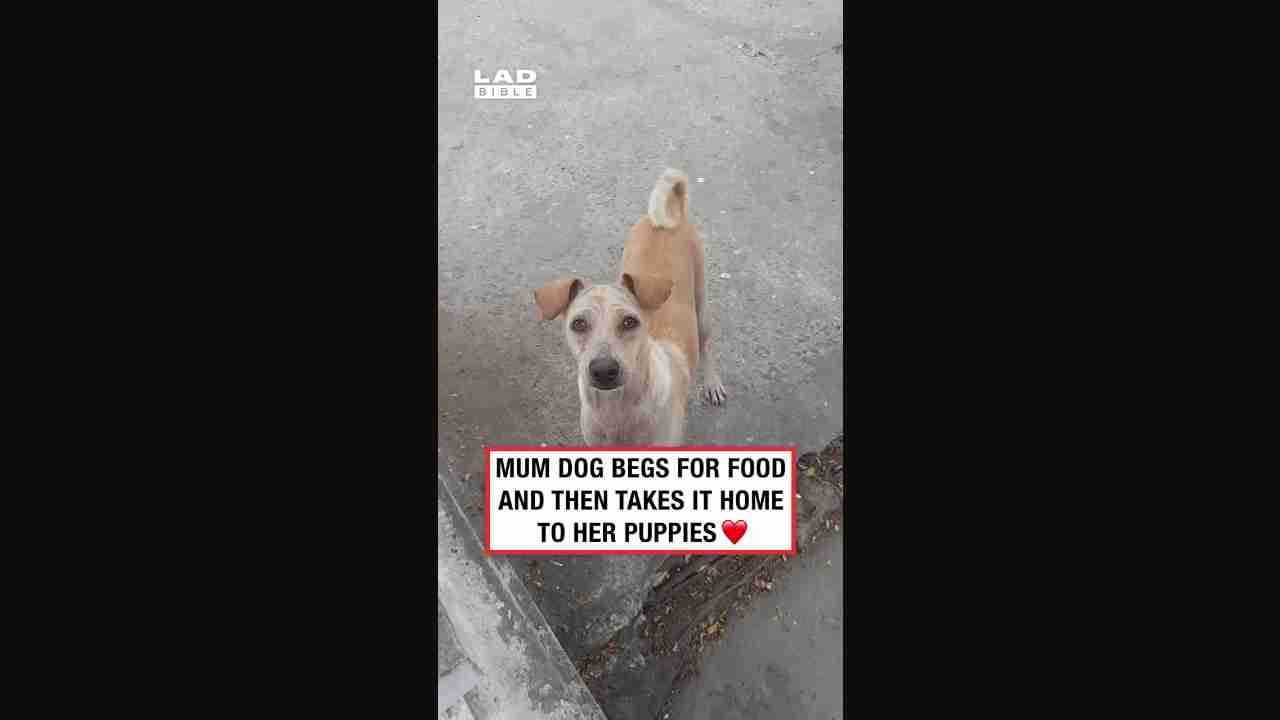 LAD
BIBLE
MUM DOG BEGS FOR FOOD
AND THEN TAKES IT HOME
TO HER PUPPIES❤️